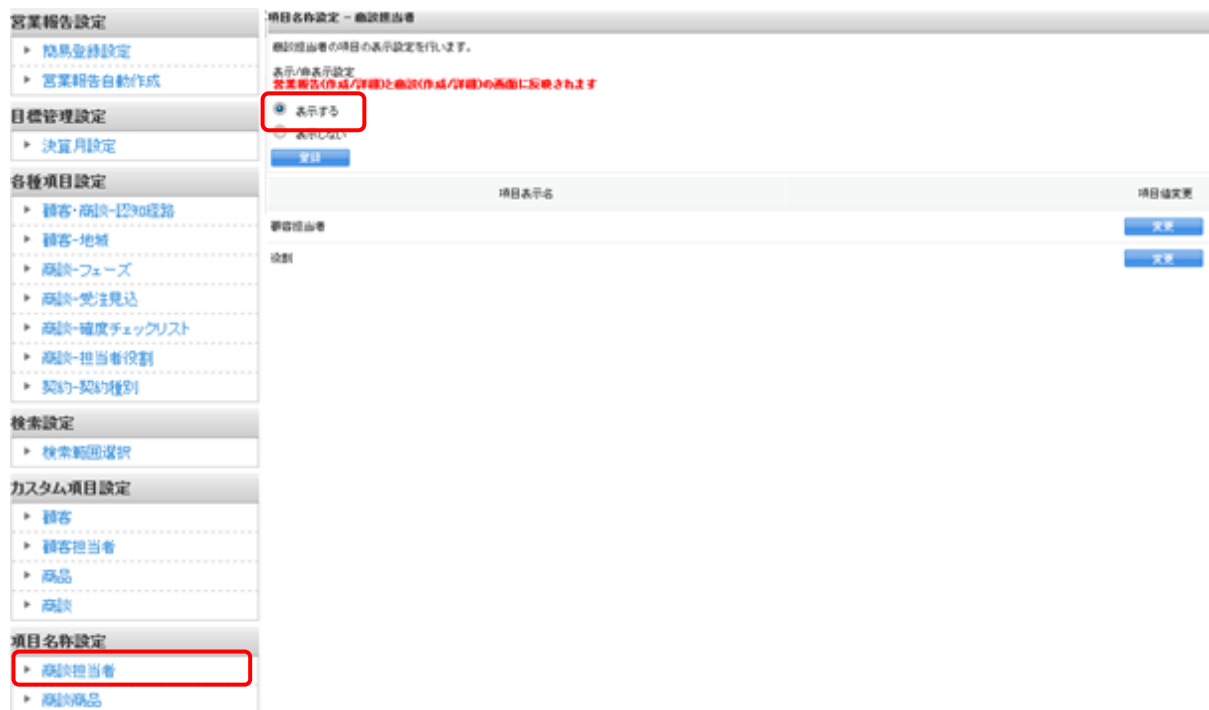 営業報告設定
簡易登録設定
営業報告自動作成
目標管理設定
決算月設定
各種項目設定
顧客・商談-認知経路
顧客-地域
商談-フェーズ
商談-受注見込
商談-確度チェックリスト
商談-担当者役割
契約-契約種別
検索設定
検索範囲選択
カスタム項目設定
顧客
顧客担当者
商品
商談
項目名称設定
商談担当者
商談商品
項目名称設定 - 商談担当者
商談担当者の項目の表示設定を行います。
表示/非表示設定
営業報告(作成/詳細)と商談(作成/詳細)の画面に反映されます
表示する
表示しない
登録
項目表示名
項目値変更
顧客担当者
変更
役割
変更